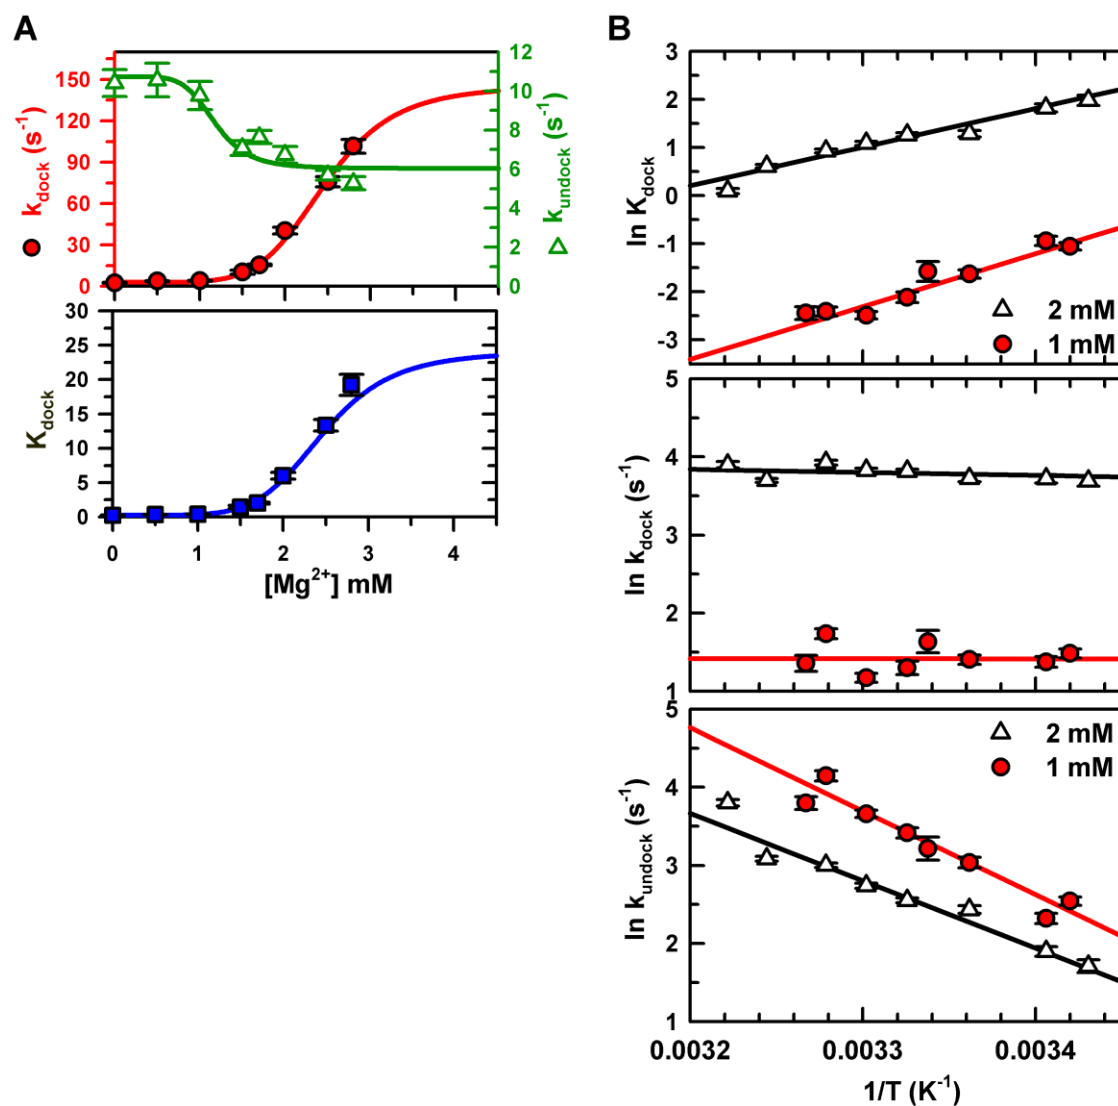 A
k_dock (s⁻¹)
150
120
90
60
30
0
12
10
8
6
4
2
0
k_undock (s⁻¹)
K_dock
30
25
20
15
10
5
0
0 1 2 3 4
[Mg²⁺] mM
B
ln K_dock
3
2
1
0
-1
-2
-3
2 mM
1 mM
ln k_dock (s⁻¹)
5
4
3
2
1
ln k_undock (s⁻¹)
5
4
3
2
1
2 mM
1 mM
0.0032 0.0033 0.0034
1/T (K⁻¹)